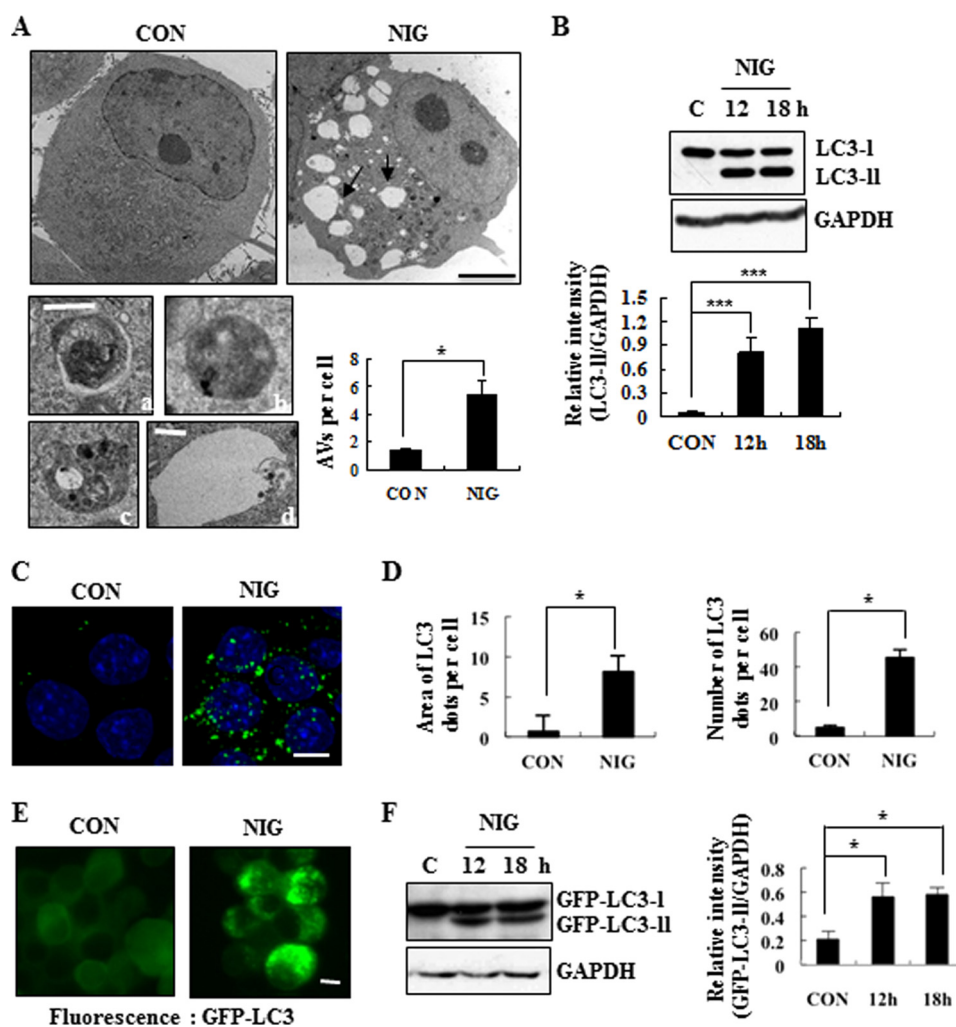 A
CON
NIG
a
b
c
d
AVs per cell
8
6
4
2
0
*
CON
NIG
B
NIG
C 12 18 h
LC3-l
LC3-ll
GAPDH
Relative intensity
(LC3-ll/GAPDH)
1.5
1.2
0.9
0.6
0.3
0
***
***
CON 12h 18h
C
CON
NIG
D
Area of LC3
dots per cell
15
10
5
0
*
CON NIG
Number of LC3
dots per cell
60
40
20
0
*
CON NIG
E
CON
NIG
Fluorescence : GFP-LC3
F
NIG
C 12 18 h
GFP-LC3-l
GFP-LC3-ll
GAPDH
Relative intensity
(GFP-LC3-ll/GAPDH)
0.8
0.6
0.4
0.2
0
*
*
CON 12h 18h